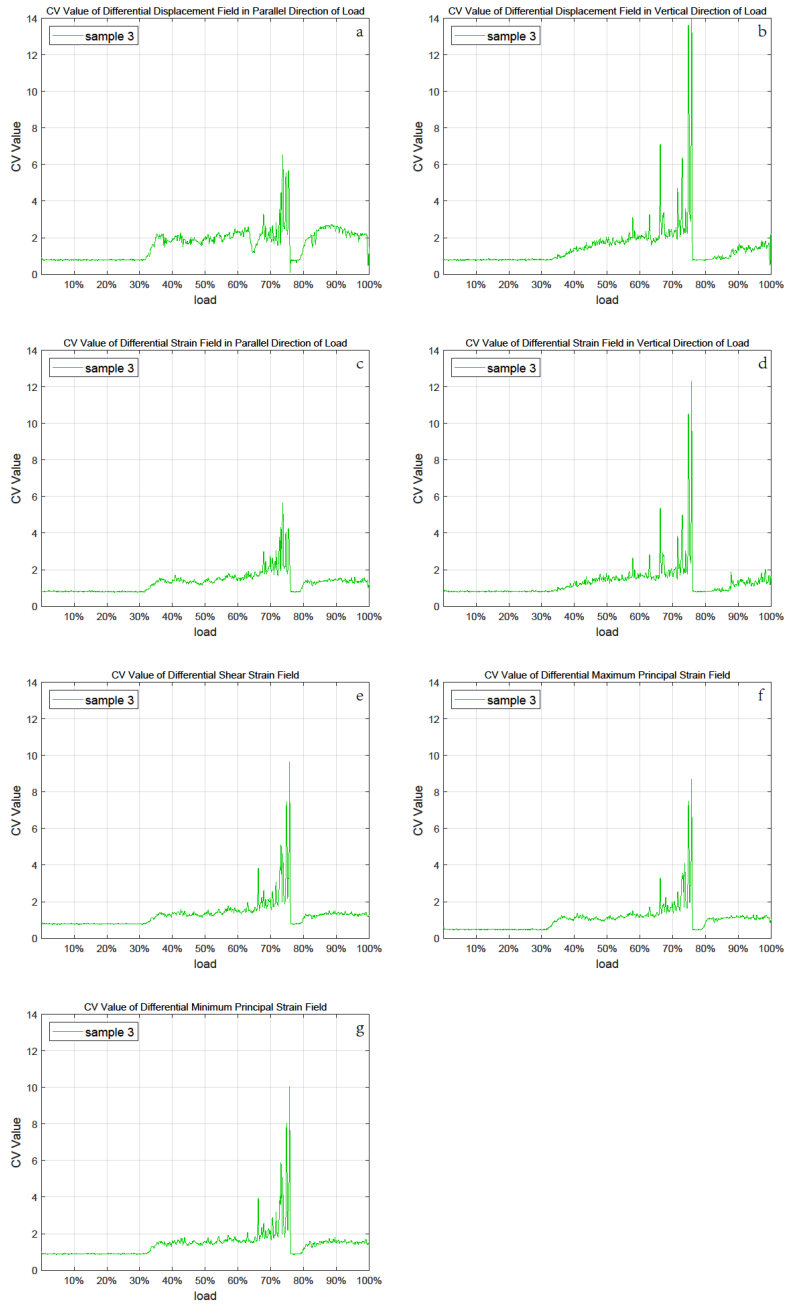 CV Value of Differential Displacement Field in Parallel Direction of Load
a
sample 3
14
12
10
8
6
4
2
0
CV Value
10% 20% 30% 40% 50% 60% 70% 80% 90% 100%
load
CV Value of Differential Displacement Field in Vertical Direction of Load
b
sample 3
14
12
10
8
6
4
2
0
CV Value
10% 20% 30% 40% 50% 60% 70% 80% 90% 100%
load
CV Value of Differential Strain Field in Parallel Direction of Load
c
sample 3
14
12
10
8
6
4
2
0
CV Value
10% 20% 30% 40% 50% 60% 70% 80% 90% 100%
load
CV Value of Differential Strain Field in Vertical Direction of Load
d
sample 3
14
12
10
8
6
4
2
0
CV Value
10% 20% 30% 40% 50% 60% 70% 80% 90% 100%
load
CV Value of Differential Shear Strain Field
e
sample 3
14
12
10
8
6
4
2
0
CV Value
10% 20% 30% 40% 50% 60% 70% 80% 90% 100%
load
CV Value of Differential Maximum Principal Strain Field
f
sample 3
14
12
10
8
6
4
2
0
CV Value
10% 20% 30% 40% 50% 60% 70% 80% 90% 100%
load
CV Value of Differential Minimum Principal Strain Field
g
sample 3
14
12
10
8
6
4
2
0
CV Value
10% 20% 30% 40% 50% 60% 70% 80% 90% 100%
load